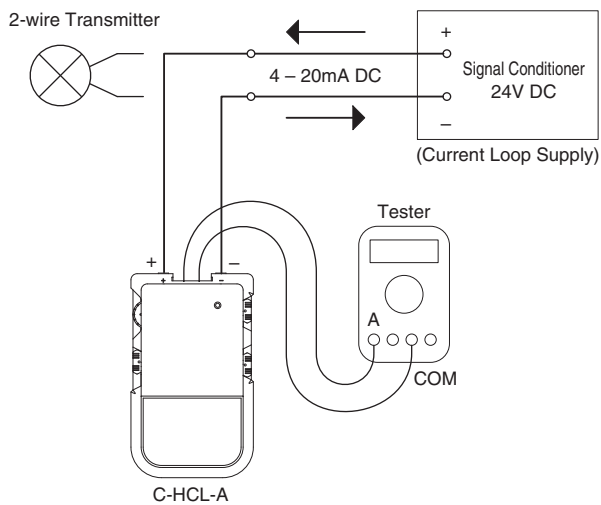 2-wire Transmitter
+
4 – 20mA DC
Signal Conditioner
24V DC
–
(Current Loop Supply)
Tester
+
–
+
–
A
COM
C-HCL-A